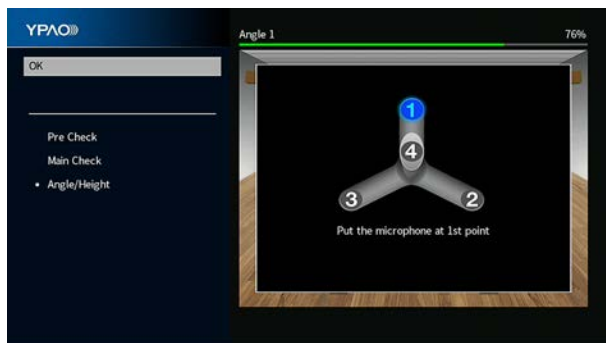 YPAO
OK
Pre Check
Main Check
• Angle/Height
Angle 1 76%
1
4
3 2
Put the microphone at 1st point